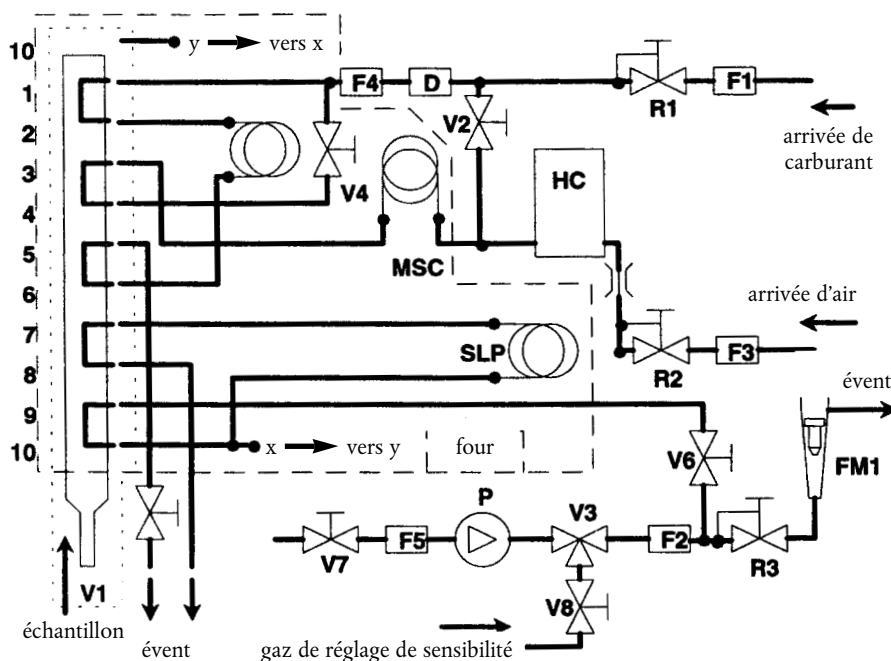 10
y
vers x
1
F4
D
R1
F1
V2
arrivée de
carburant
2
V4
HC
3
4
5
MSC
6
arrivée d'air
7
SLP
R2
F3
8
évent
9
10
x
vers y
four
V6
FM1
P
V3
V7
F5
F2
R3
V1
V8
échantillon
évent
gaz de réglage de sensibilité